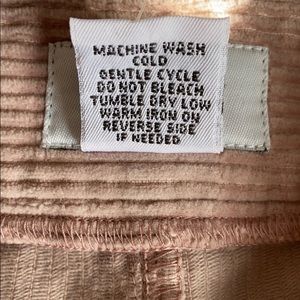 MACHINE WASH
COLD
GENTLE CYCLE
DO NOT BLEACH
TUMBLE DRY LOW
WARM IRON ON
REVERSE SIDE
IF NEEDED